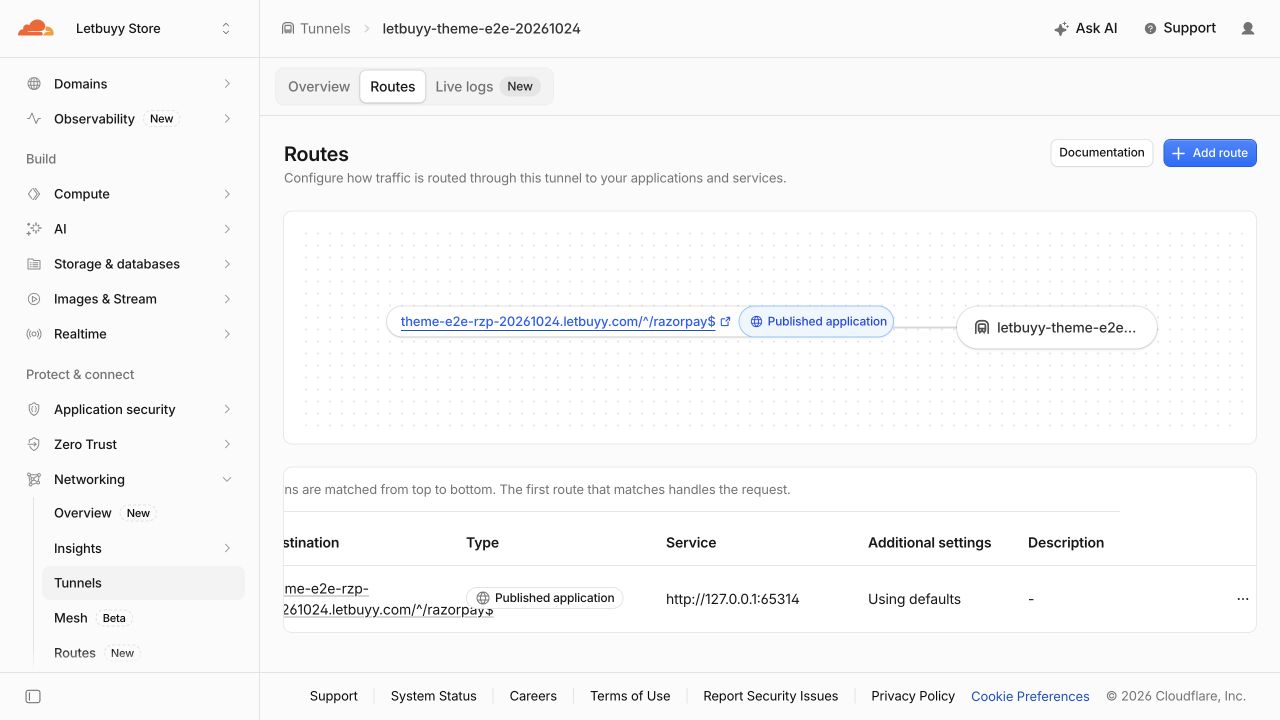 Letbuyy Store
Tunnels
letbuyy-theme-e2e-20261024
Ask AI
Support
Domains
Observability New
Build
Compute
AI
Storage & databases
Images & Stream
Realtime
Protect & connect
Application security
Zero Trust
Networking
Overview New
Insights
Tunnels
Mesh Beta
Routes New
Overview
Routes
Live logs New
Routes
Configure how traffic is routed through this tunnel to your applications and services.
Documentation
Add route
theme-e2e-rzp-20261024.letbuyy.com/^/razorpay$
Published application
letbuyy-theme-e2e...
ns are matched from top to bottom. The first route that matches handles the request.
stination Type Service Additional settings Description
me-e2e-rzp-
261024.letbuyy.com/^/razorpay$
Published application
http://127.0.0.1:65314
Using defaults
-
Support
System Status
Careers
Terms of Use
Report Security Issues
Privacy Policy
Cookie Preferences
© 2026 Cloudflare, Inc.